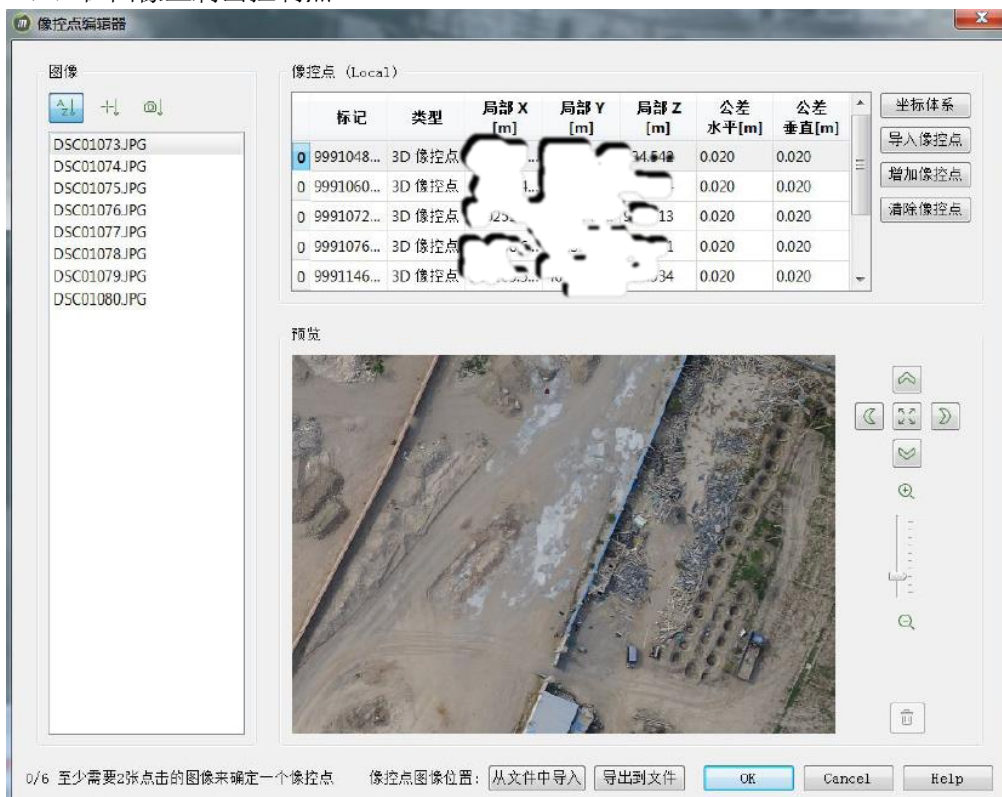 像控点编辑器
图像
DSC01073.JPG
DSC01074.JPG
DSC01075.JPG
DSC01076.JPG
DSC01077.JPG
DSC01078.JPG
DSC01079.JPG
DSC01080.JPG
像控点 (Local)
标记 类型 局部 X [m] 局部 Y [m] 局部 Z [m] 公差 水平[m] 公差 垂直[m]
0 9991048... 3D 像控点 0.020 0.020
0 9991060... 3D 像控点 0.020 0.020
0 9991072... 3D 像控点 0.020 0.020
0 9991076... 3D 像控点 0.020 0.020
0 9991146... 3D 像控点 0.020 0.020
坐标体系
导入像控点
增加像控点
清除像控点
预览
0/6 至少需要2张点击的图像来确定一个像控点 像控点图像位置: 从文件中导入 导出到文件 OK Cancel Help